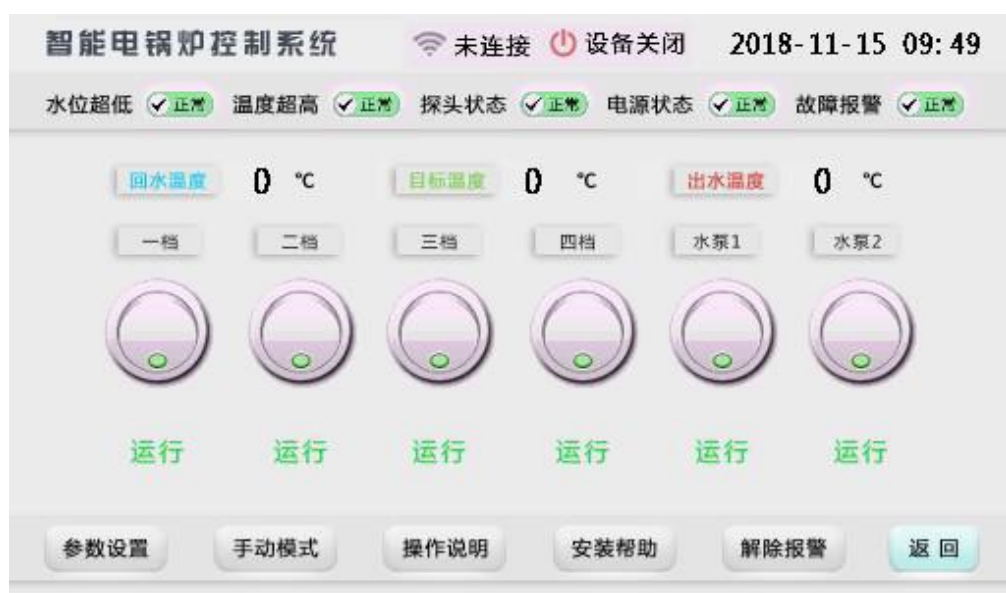 智能电锅炉控制系统 未连接 设备关闭 2018-11-15 09:49
水位超低 正常 温度超高 正常 探头状态 正常 电源状态 正常 故障报警 正常
回水温度 0 ℃ 目标温度 0 ℃ 出水温度 0 ℃
一档 二档 三档 四档 水泵1 水泵2
运行 运行 运行 运行 运行 运行
参数设置 手动模式 操作说明 安装帮助 解除报警 返回